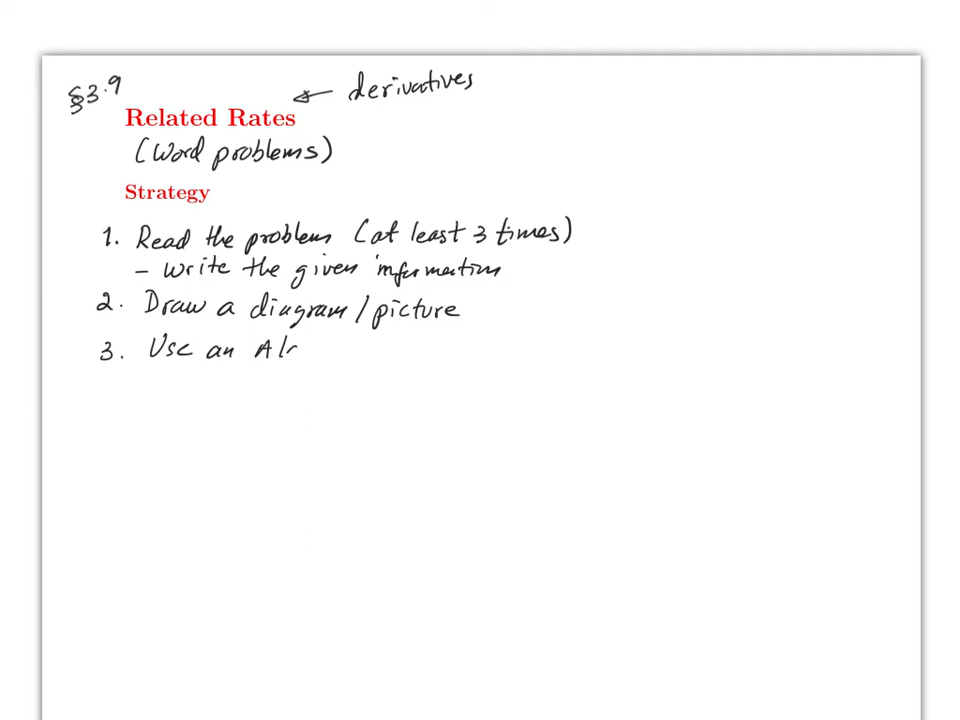 §3.9
derivatives
Related Rates
(Word problems)
Strategy
1. Read the problem (at least 3 times)
- Write the given information
2. Draw a diagram/picture
3. Use an